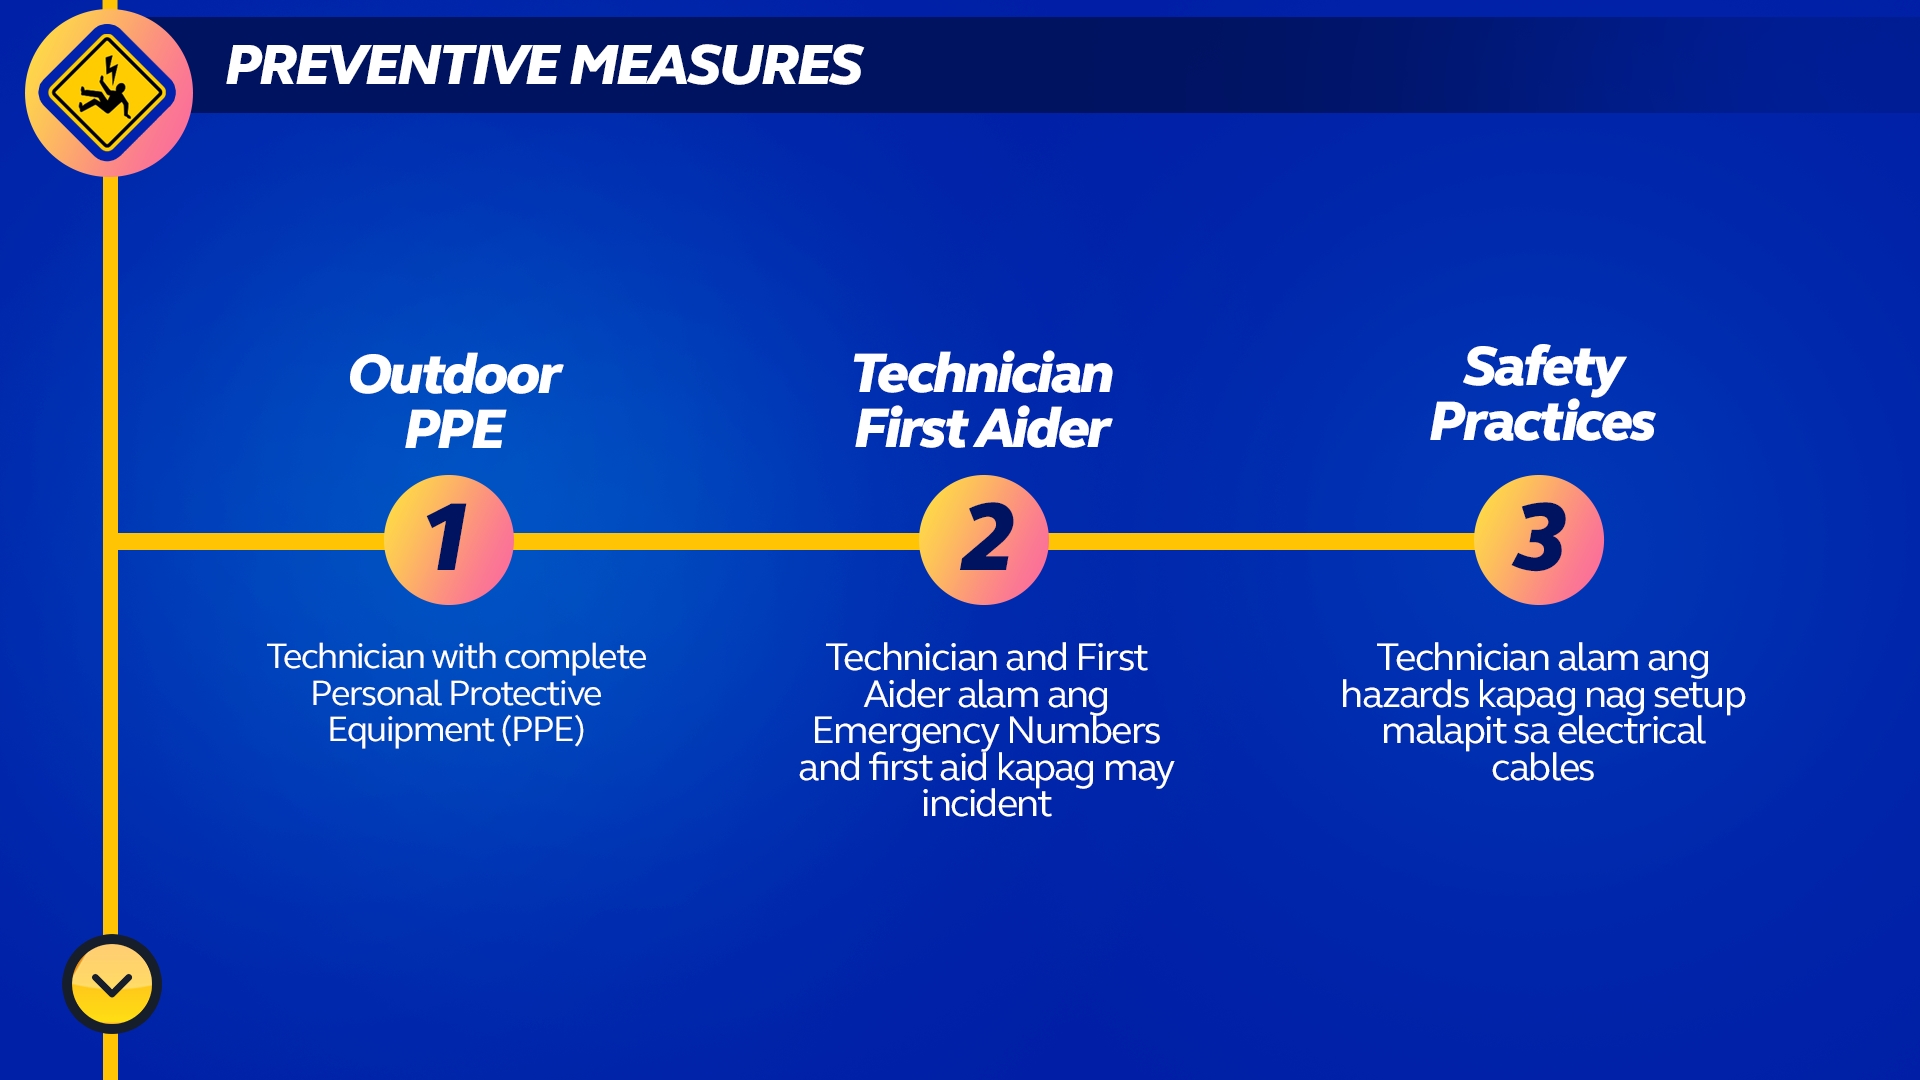 PREVENTIVE MEASURES
Outdoor
PPE
1
Technician with complete
Personal Protective
Equipment (PPE)
Technician
First Aider
2
Technician and First
Aider alam ang
Emergency Numbers
and first aid kapag may
incident
Safety
Practices
3
Technician alam ang
hazards kapag nag setup
malapit sa electrical
cables